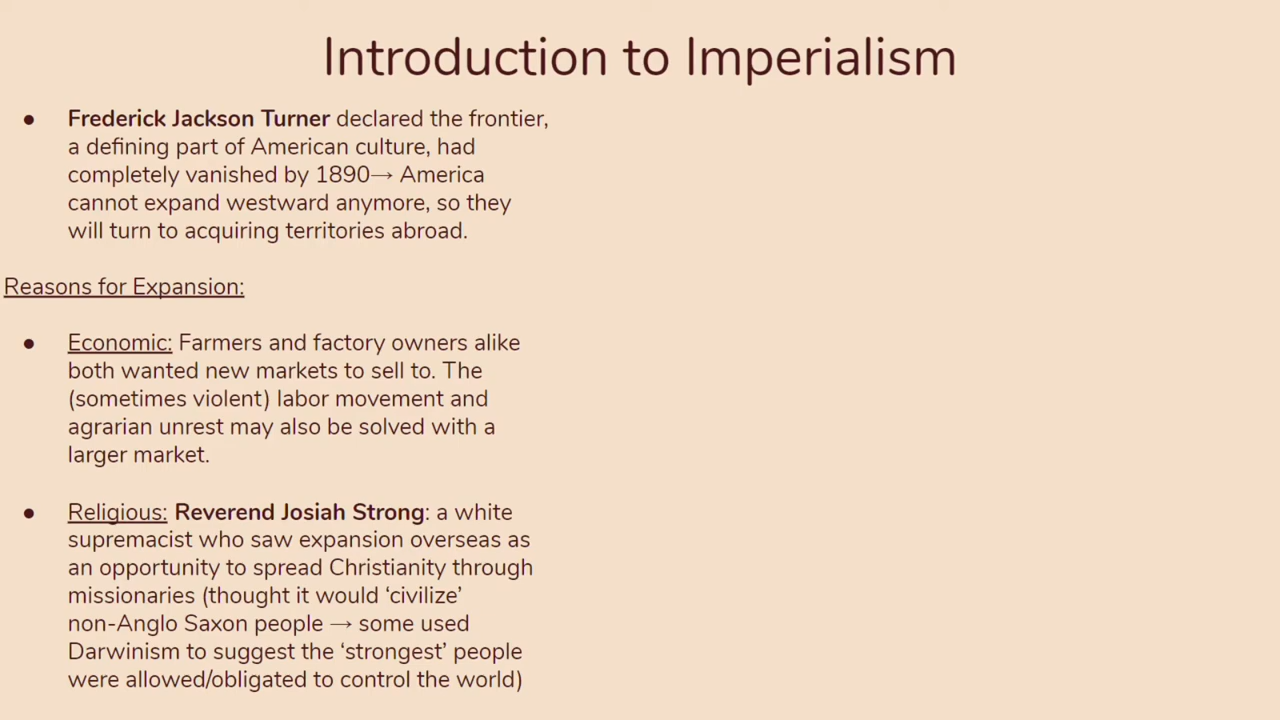 Introduction to Imperialism
● Frederick Jackson Turner declared the frontier,
a defining part of American culture, had
completely vanished by 1890→ America
cannot expand westward anymore, so they
will turn to acquiring territories abroad.
Reasons for Expansion:
● Economic: Farmers and factory owners alike
both wanted new markets to sell to. The
(sometimes violent) labor movement and
agrarian unrest may also be solved with a
larger market.
● Religious: Reverend Josiah Strong: a white
supremacist who saw expansion overseas as
an opportunity to spread Christianity through
missionaries (thought it would ‘civilize’
non-Anglo Saxon people → some used
Darwinism to suggest the ‘strongest’ people
were allowed/obligated to control the world)